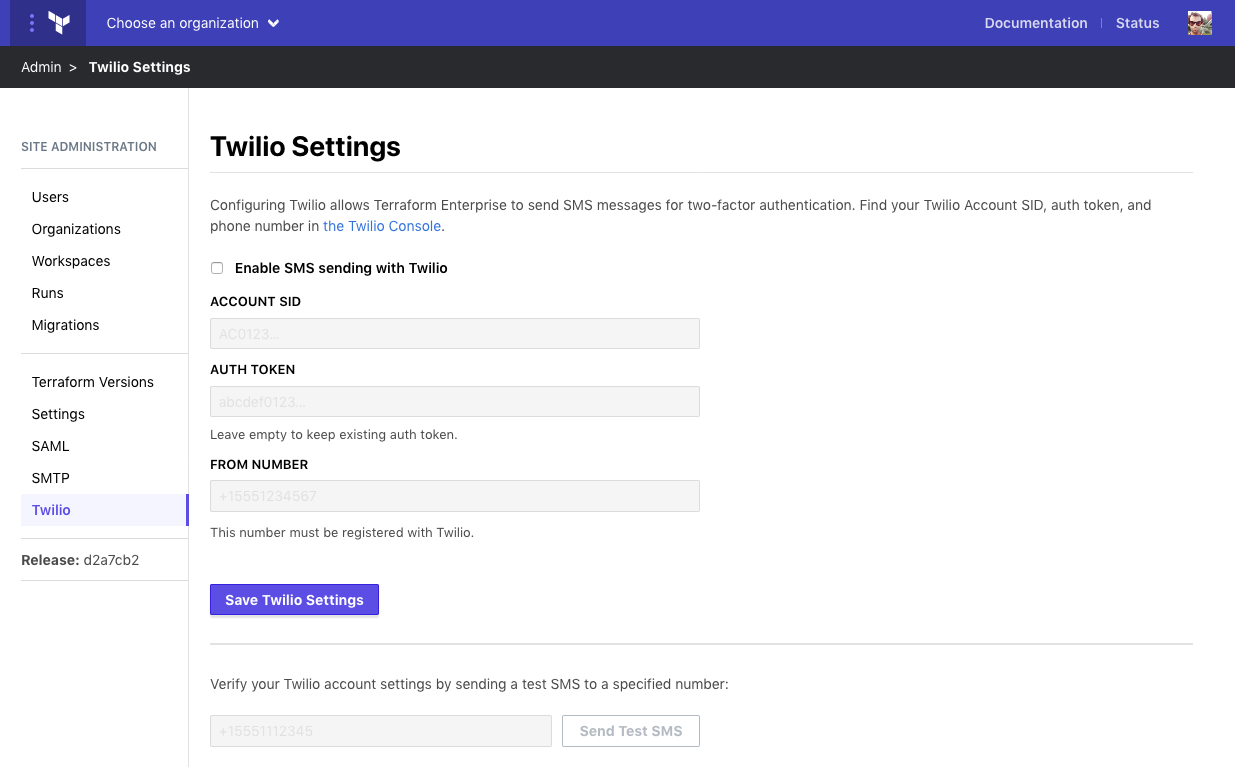 Choose an organization
Documentation
Status
Admin > Twilio Settings
SITE ADMINISTRATION
Users
Organizations
Workspaces
Runs
Migrations
Terraform Versions
Settings
SAML
SMTP
Twilio
Release: d2a7cb2
Twilio Settings
Configuring Twilio allows Terraform Enterprise to send SMS messages for two-factor authentication. Find your Twilio Account SID, auth token, and
phone number in the Twilio Console.
Enable SMS sending with Twilio
ACCOUNT SID
AC0123...
AUTH TOKEN
abcdef0123...
Leave empty to keep existing auth token.
FROM NUMBER
+15551234567
This number must be registered with Twilio.
Save Twilio Settings
Verify your Twilio account settings by sending a test SMS to a specified number:
+15551112345
Send Test SMS